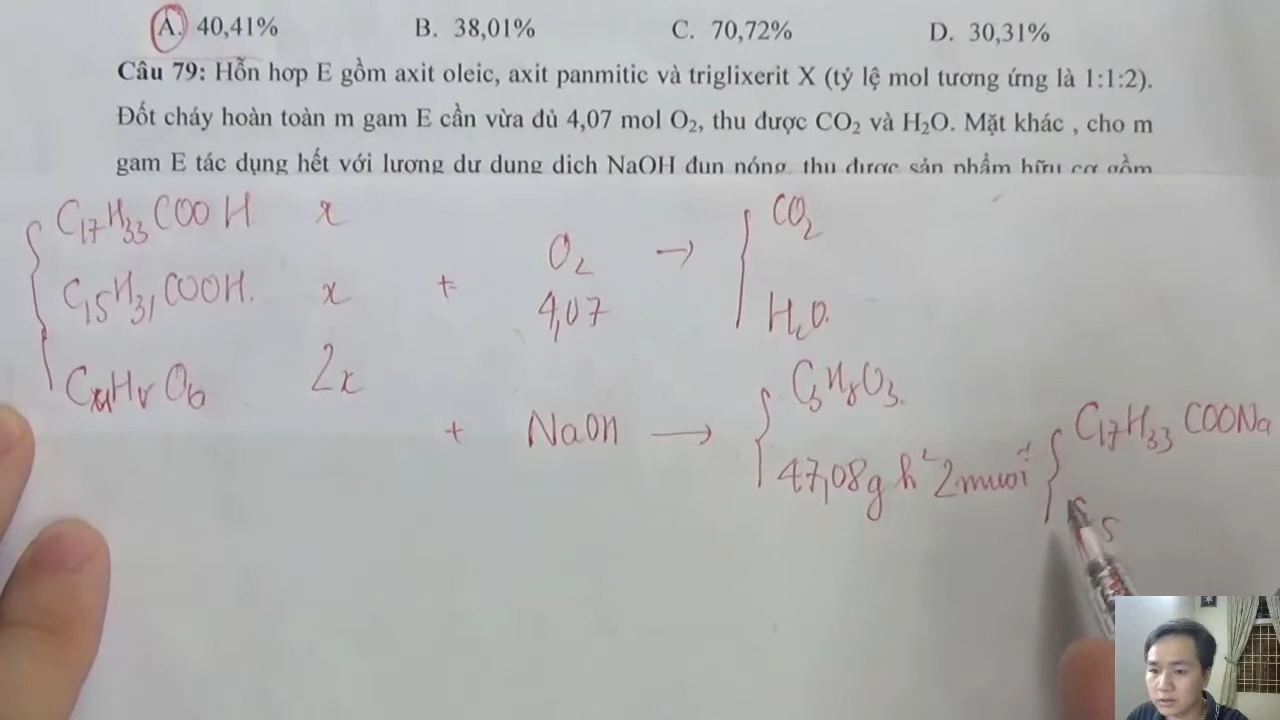 A. 40,41% B. 38,01% C. 70,72% D. 30,31%
Câu 79: Hỗn hợp E gồm axit oleic, axit panmitic và triglixerit X (tỷ lệ mol tương ứng là 1:1:2).
Đốt cháy hoàn toàn m gam E cần vừa đủ 4,07 mol O₂, thu được CO₂ và H₂O. Mặt khác , cho m
gam E tác dụng hết với lượng dư dung dịch NaOH đun nóng, thu được sản phẩm hữu cơ gồm
C₁₇H₃₃COOH x
C₁₅H₃₁COOH. x + O₂ → CO₂
4,07 H₂O.
CₓHᵧO₆ 2x
C₃H₈O₃.
+ NaOH → 47,08g h² 2 muối C₁₇H₃₃COONa